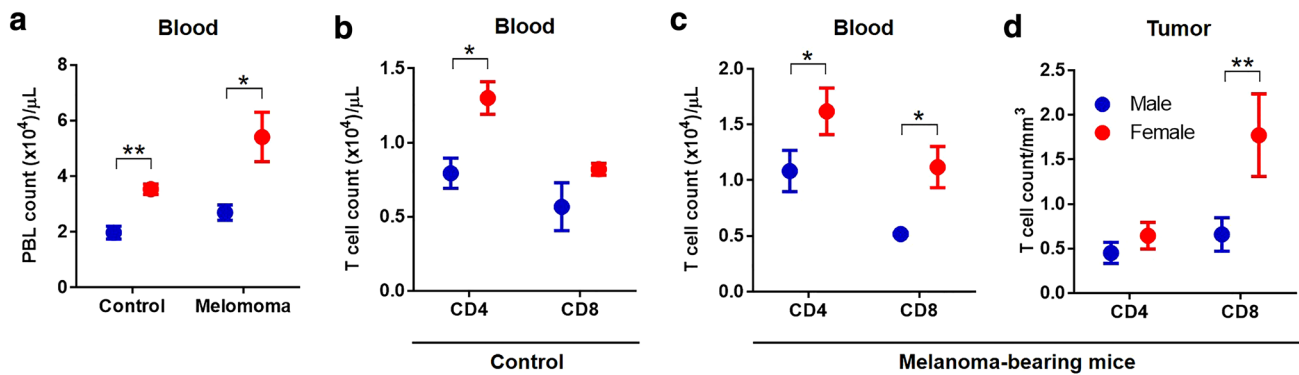 a
Blood
PBL count (x10⁴)/µL
8
6
4
2
0
**
*
Control
Melomoma
b
Blood
T cell count (x10⁴)/µL
1.5
1.0
0.5
0.0
*
CD4
CD8
Control
c
Blood
T cell count (x10⁴)/µL
2.0
1.5
1.0
0.5
0.0
*
*
CD4
CD8
d
Tumor
T cell count/mm³
2.5
2.0
1.5
1.0
0.5
0.0
Male
Female
**
CD4
CD8
Melanoma-bearing mice